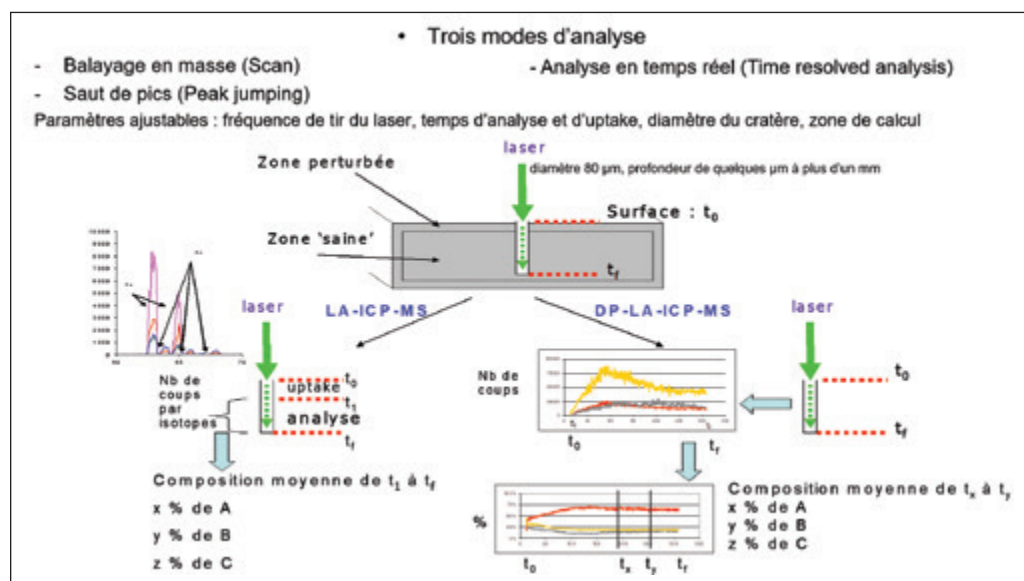 • Trois modes d'analyse
- Balayage en masse (Scan)
- Analyse en temps réel (Time resolved analysis)
- Saut de pics (Peak jumping)
Paramètres ajustables : fréquence de tir du laser, temps d'analyse et d'uptake, diamètre du cratère, zone de calcul
laser
Zone perturbée
diamètre 80 µm, profondeur de quelques µm à plus d'un mm
Surface : t0
Zone 'saine'
tf
LA-ICP-MS
DP-LA-ICP-MS
laser
laser
t0
uptake
t1
analyse
tf
Nb de
coups
par
isotopes
Nb de
coups
t0
tf
t0
tf
Composition moyenne de t1 à tf
x % de A
y % de B
z % de C
%
t0
tx
ty
tf
Composition moyenne de tx à ty
x % de A
y % de B
z % de C